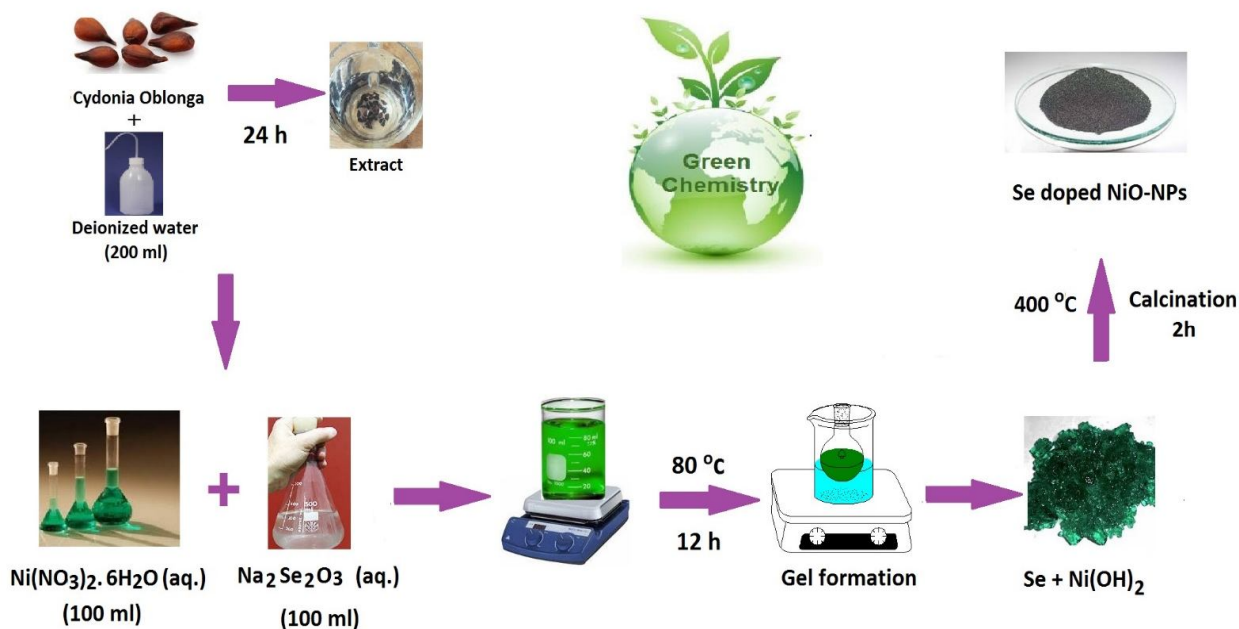 Cydonia Oblonga
+
Deionized water
(200 ml)
24 h
Extract
Green
Chemistry
Se doped NiO-NPs
400 °C
Calcination
2h
Ni(NO₃)₂. 6H₂O (aq.)
(100 ml)
+
Na₂Se₂O₃ (aq.)
(100 ml)
80 °C
12 h
Gel formation
Se + Ni(OH)₂